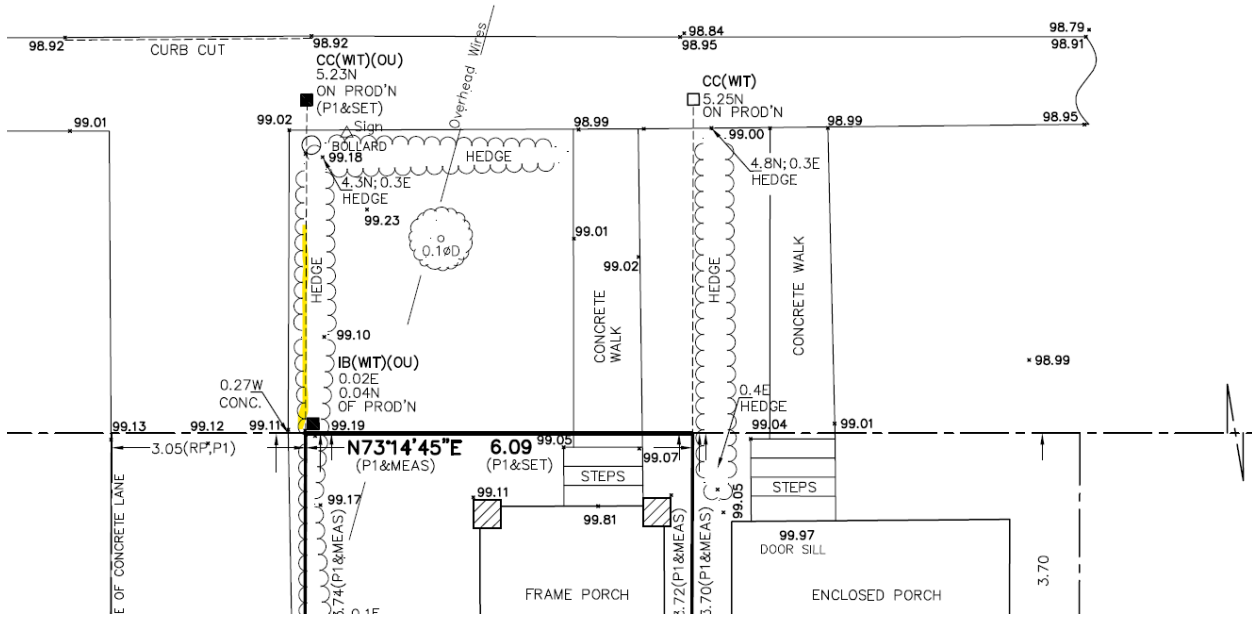 98.92
CURB CUT
98.92
98.84
98.95
98.79
98.91
CC(WIT)(OU)
5.23N
ON PROD'N
(P1&SET)
Overhead Wires
CC(WIT)
5.25N
ON PROD'N
99.01
99.02
Sign
BOLLARD
99.18
HEDGE
98.99
99.00
98.99
98.95
4.3N; 0.3E
HEDGE
4.8N; 0.3E
HEDGE
99.23
0.1øD
99.01
99.02
HEDGE
HEDGE
CONCRETE
WALK
CONCRETE WALK
99.10
98.99
IB(WIT)(OU)
0.02E
0.04N
OF PROD'N
0.27W
CONC.
0.4E
HEDGE
99.13
99.12
99.11
99.19
99.05
99.07
99.04
99.01
3.05(RP,P1)
N73°14'45"E
(P1&MEAS)
6.09
(P1&SET)
STEPS
STEPS
99.17
99.11
99.81
99.05
99.97
DOOR SILL
E OF CONCRETE LANE
.74(P1&MEAS)
0.1E
.72(P1&MEAS)
.70(P1&MEAS)
FRAME PORCH
ENCLOSED PORCH
3.70